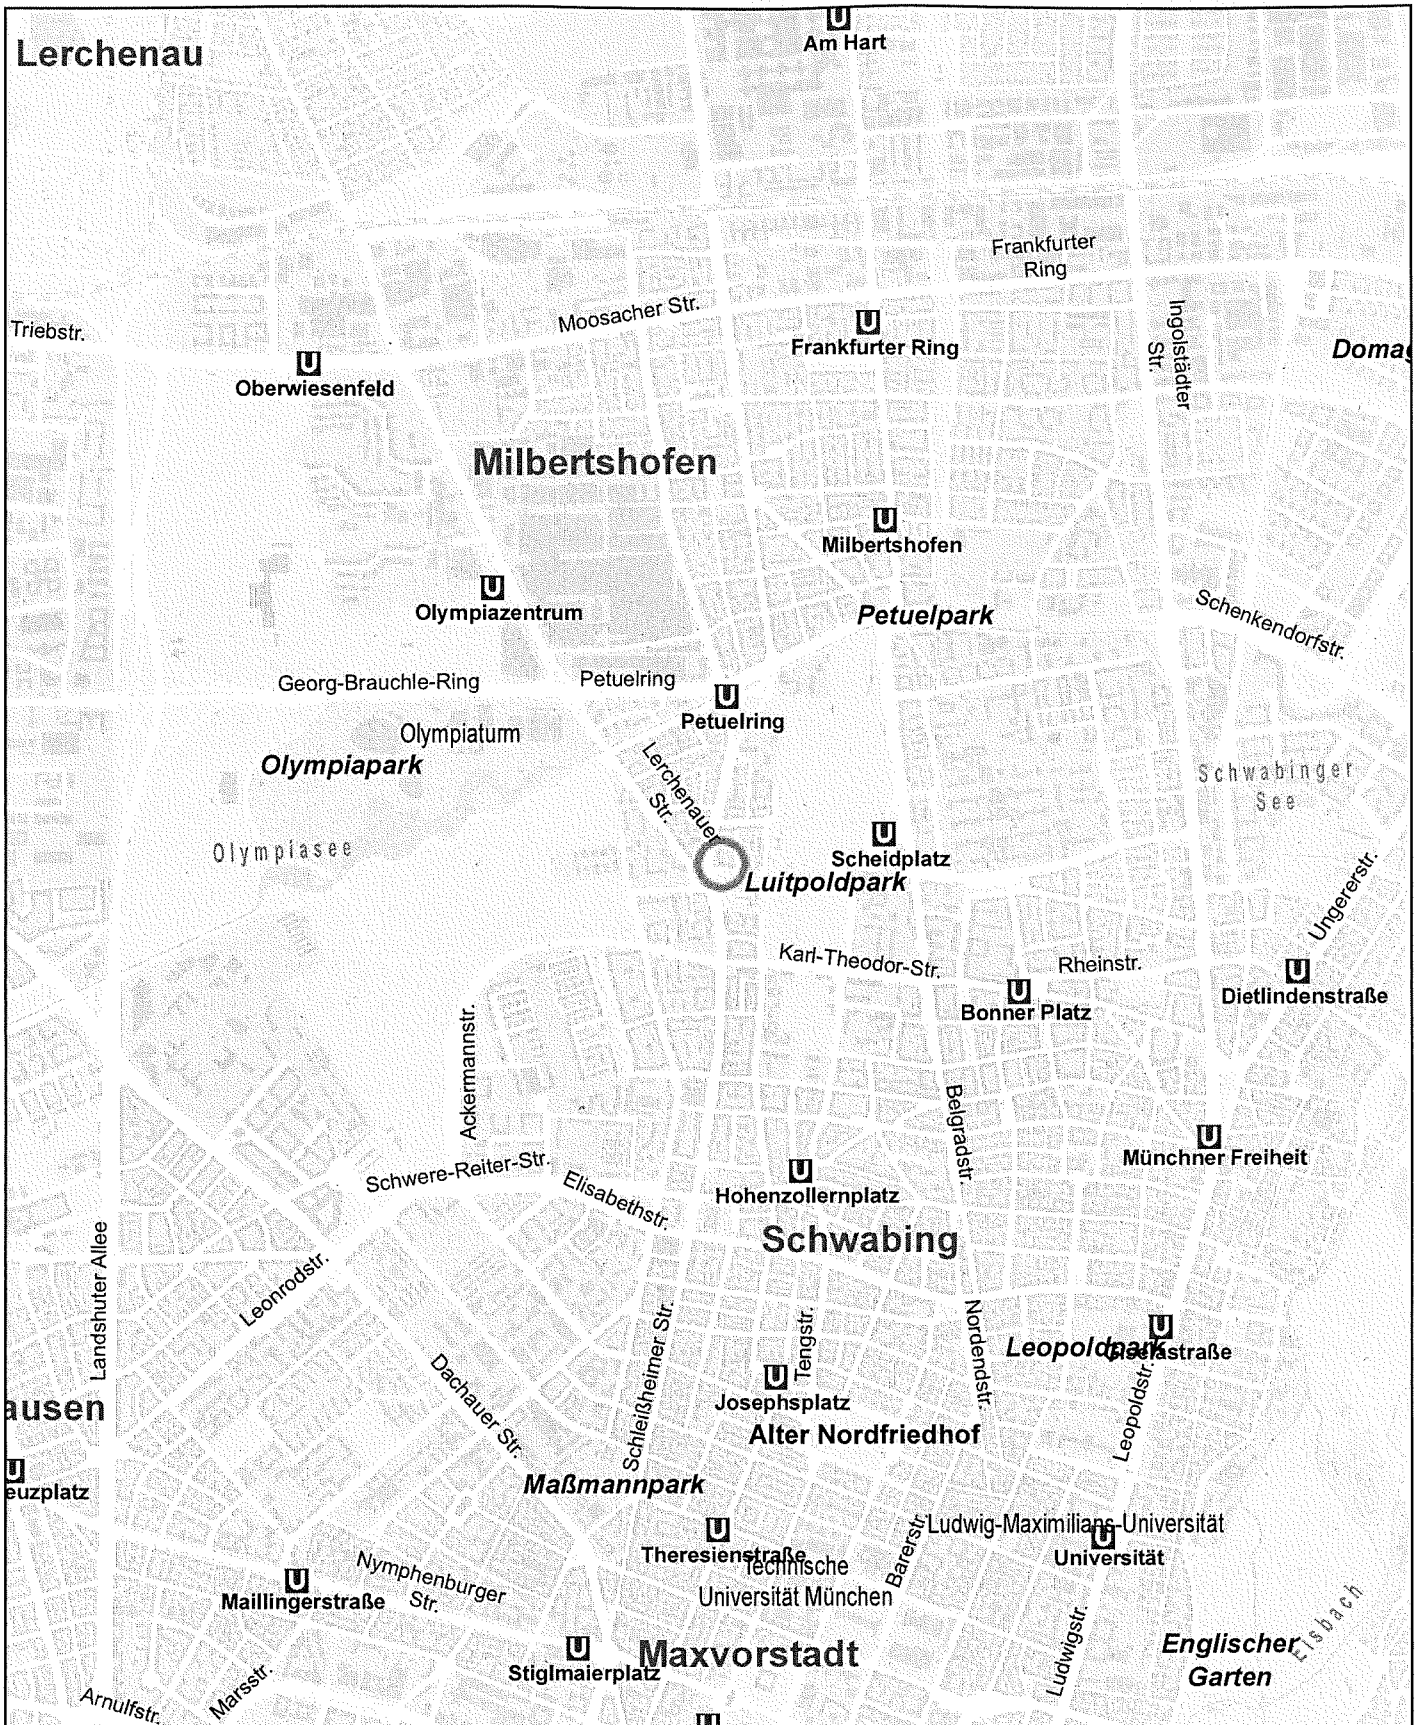 U
Am Hart
Lerchenau
Frankfurter
Ring
Moosacher Str.
Triebstr.
U
Frankfurter Ring
Ingolstädter
Str.
U
Oberwiesenfeld
Milbertshofen
U
Milbertshofen
U
Olympiazentrum
Petuelpark
Schenkendorfstr.
Georg-Brauchle-Ring
Petuelring
U
Petuelring
Olympiaturm
Olympiapark
Lerchenauer
Str.
Schwabinger
See
Olympiasee
U
Scheidplatz
Luitpoldpark
Ungererstr.
Karl-Theodor-Str.
Rheinstr.
U
Dietlindenstraße
U
Bonner Platz
Ackermannstr.
Belgradstr.
U
Münchner Freiheit
Schwere-Reiter-Str.
Elisabethstr.
U
Hohenzollernplatz
Schwabing
Landshuter Allee
Leonrodstr.
Schleißheimer Str.
Tengstr.
Nordendstr.
Leopoldpark
U
Giselastraße
Leopoldstr.
Dachauer Str.
U
Josephsplatz
ausen
Alter Nordfriedhof
Maßmannpark
U
euzplatz
U
Theresienstraße
Technische
Universität München
Barerstr.
Ludwig-Maximilians-Universität
U
Universität
Nymphenburger
Str.
U
Maillingerstraße
U
Stiglmaierplatz
Maxvorstadt
Ludwigstr.
Englischer
Garten
Eisbach
Arnulfstr.
Marsstr.
U